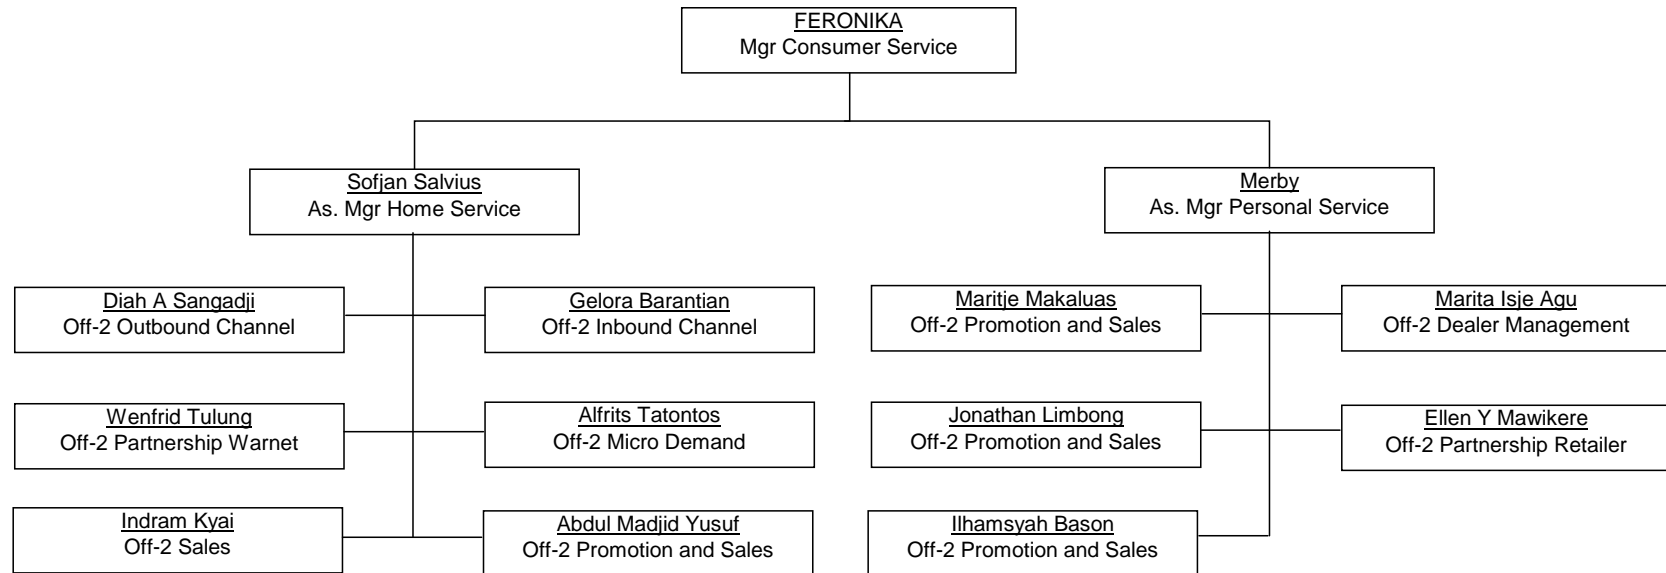 FERONIKA
Mgr Consumer Service
Sofjan Salvius
As. Mgr Home Service
Merby
As. Mgr Personal Service
Diah A Sangadji
Off-2 Outbound Channel
Gelora Barantian
Off-2 Inbound Channel
Maritje Makaluas
Off-2 Promotion and Sales
Marita Isje Agu
Off-2 Dealer Management
Wenfrid Tulung
Off-2 Partnership Warnet
Alfrits Tatontos
Off-2 Micro Demand
Jonathan Limbong
Off-2 Promotion and Sales
Ellen Y Mawikere
Off-2 Partnership Retailer
Indram Kyai
Off-2 Sales
Abdul Madjid Yusuf
Off-2 Promotion and Sales
Ilhamsyah Bason
Off-2 Promotion and Sales